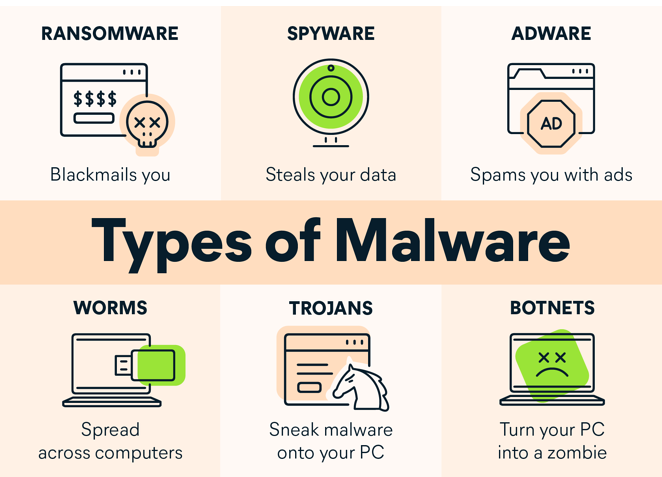 RANSOMWARE
SPYWARE
ADWARE
$$$$
AD
Blackmails you
Steals your data
Spams you with ads
Types of Malware
WORMS
TROJANS
BOTNETS
Spread
across computers
Sneak malware
onto your PC
Turn your PC
into a zombie